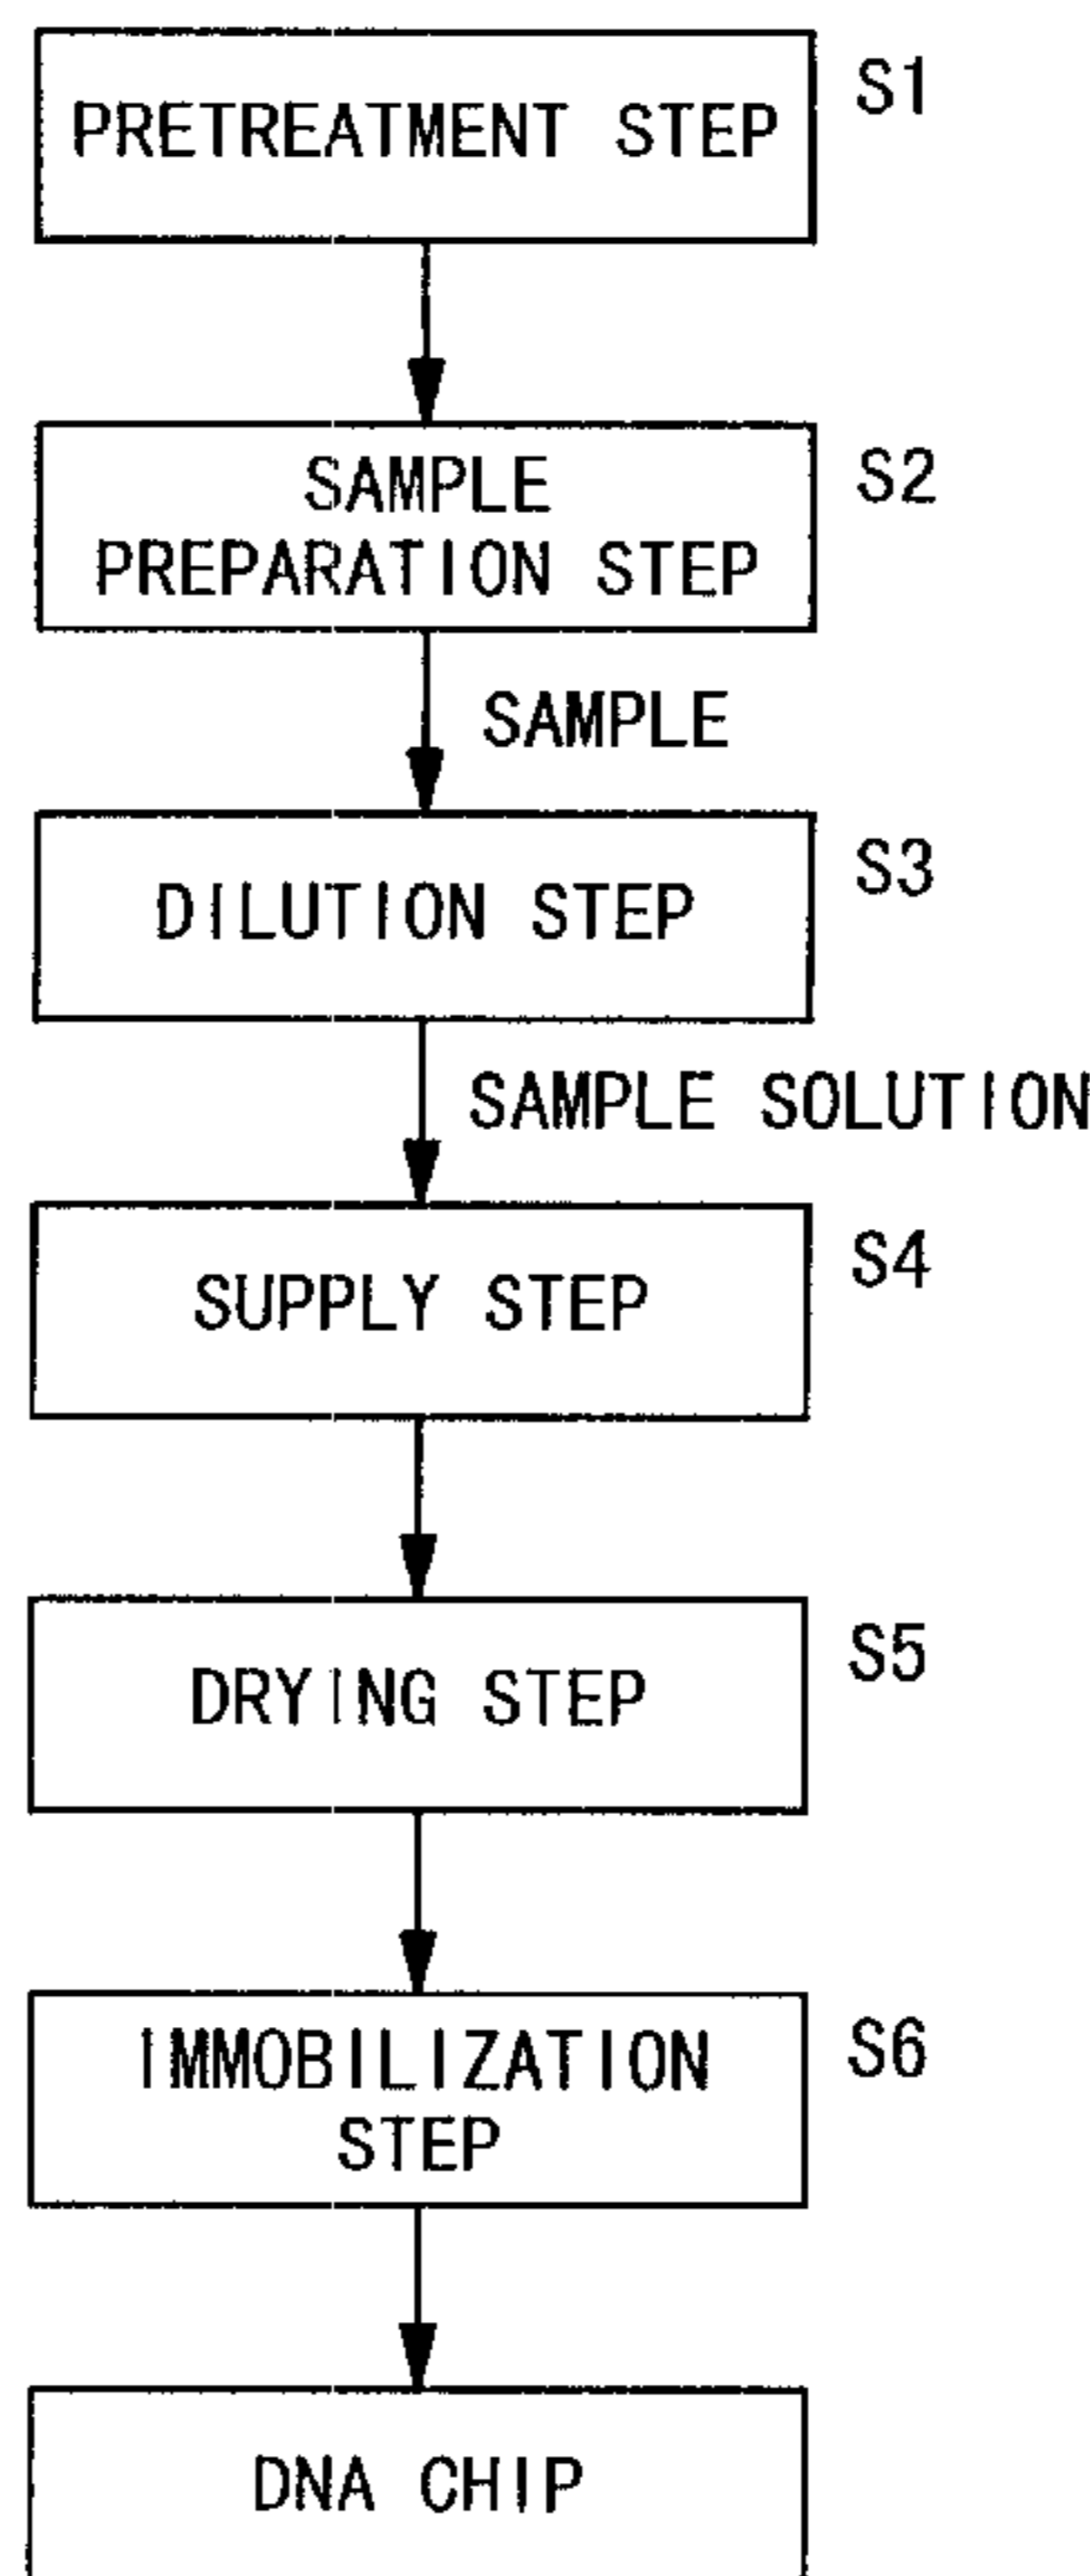 PRETREATMENT STEP
S1
SAMPLE
PREPARATION STEP
S2
SAMPLE
DILUTION STEP
S3
SAMPLE SOLUTION
SUPPLY STEP
S4
DRYING STEP
S5
IMMOBILIZATION
STEP
S6
DNA CHIP